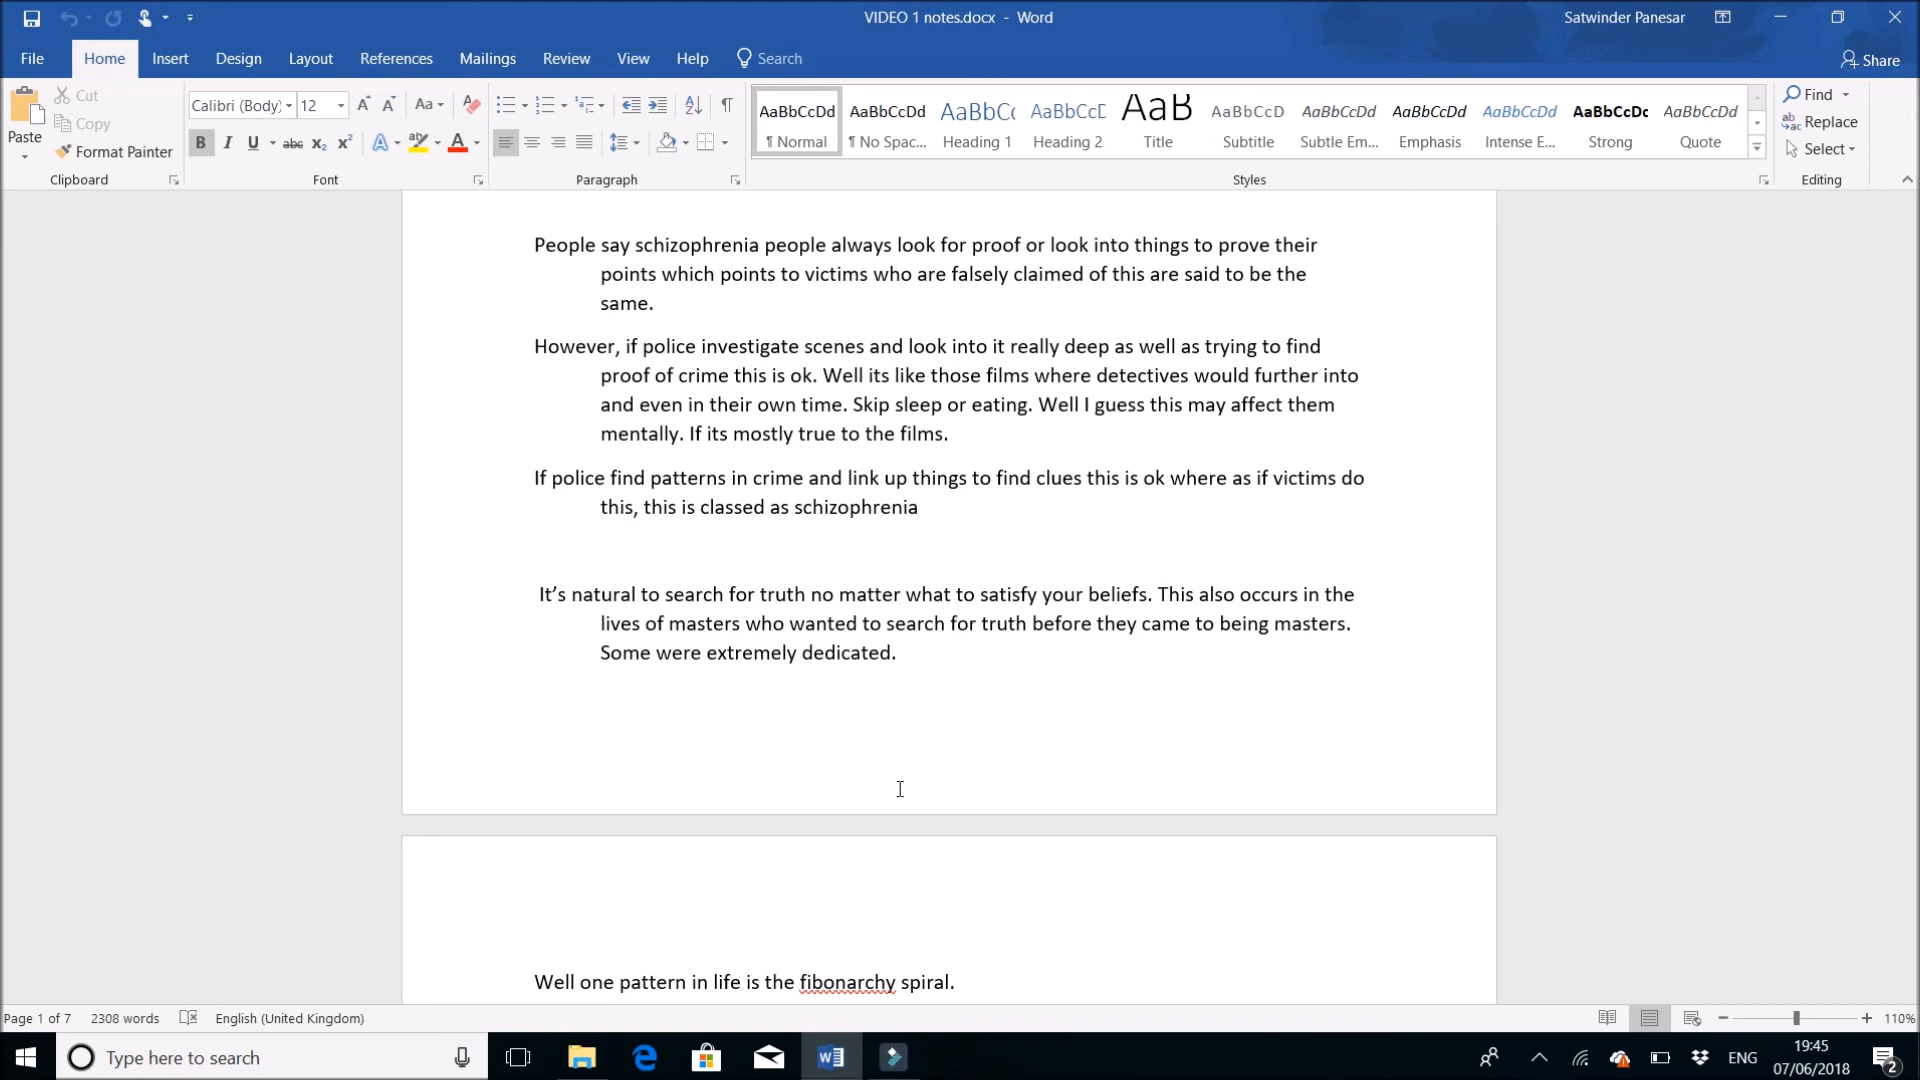 VIDEO 1 notes.docx - Word
Satwinder Panesar
File Home Insert Design Layout References Mailings Review View Help Search
Share
Paste
Cut
Copy
Format Painter
Clipboard
Calibri (Body) 12
Aa
B I U abc x₂ x² A A
Font
Paragraph
AaBbCcDd AaBbCcDd AaBbC( AaBbCcE AaB AaBbCcD AaBbCcDd AaBbCcDd AaBbCcDd AaBbCcDc AaBbCcDd
¶ Normal ¶ No Spac... Heading 1 Heading 2 Title Subtitle Subtle Em... Emphasis Intense E... Strong Quote
Styles
Find
Replace
Select
Editing
People say schizophrenia people always look for proof or look into things to prove their
points which points to victims who are falsely claimed of this are said to be the
same.
However, if police investigate scenes and look into it really deep as well as trying to find
proof of crime this is ok. Well its like those films where detectives would further into
and even in their own time. Skip sleep or eating. Well I guess this may affect them
mentally. If its mostly true to the films.
If police find patterns in crime and link up things to find clues this is ok where as if victims do
this, this is classed as schizophrenia
It’s natural to search for truth no matter what to satisfy your beliefs. This also occurs in the
lives of masters who wanted to search for truth before they came to being masters.
Some were extremely dedicated.
Well one pattern in life is the fibonarchy spiral.
Page 1 of 7 2308 words English (United Kingdom) 110%
Type here to search
ENG
19:45
07/06/2018
2